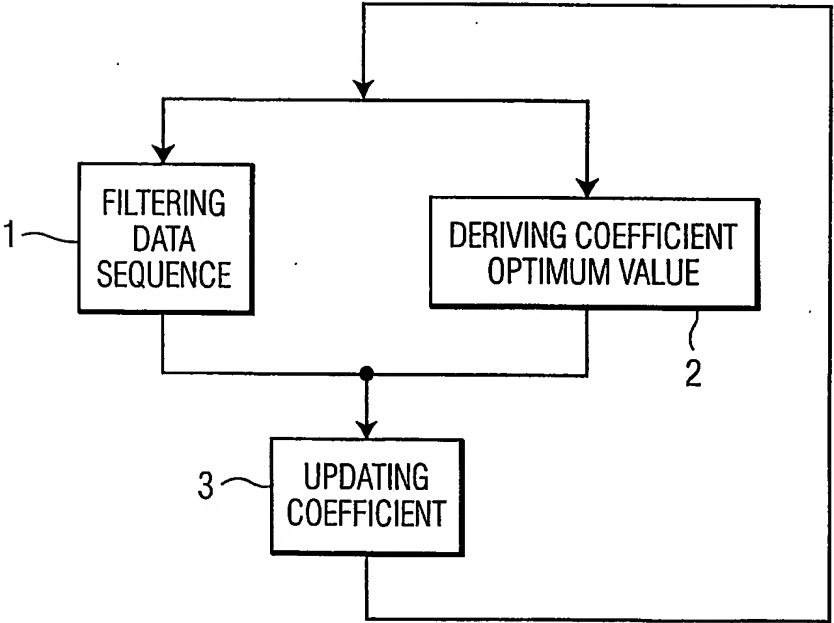 1
FILTERING
DATA
SEQUENCE
DERIVING COEFFICIENT
OPTIMUM VALUE
2
3
UPDATING
COEFFICIENT